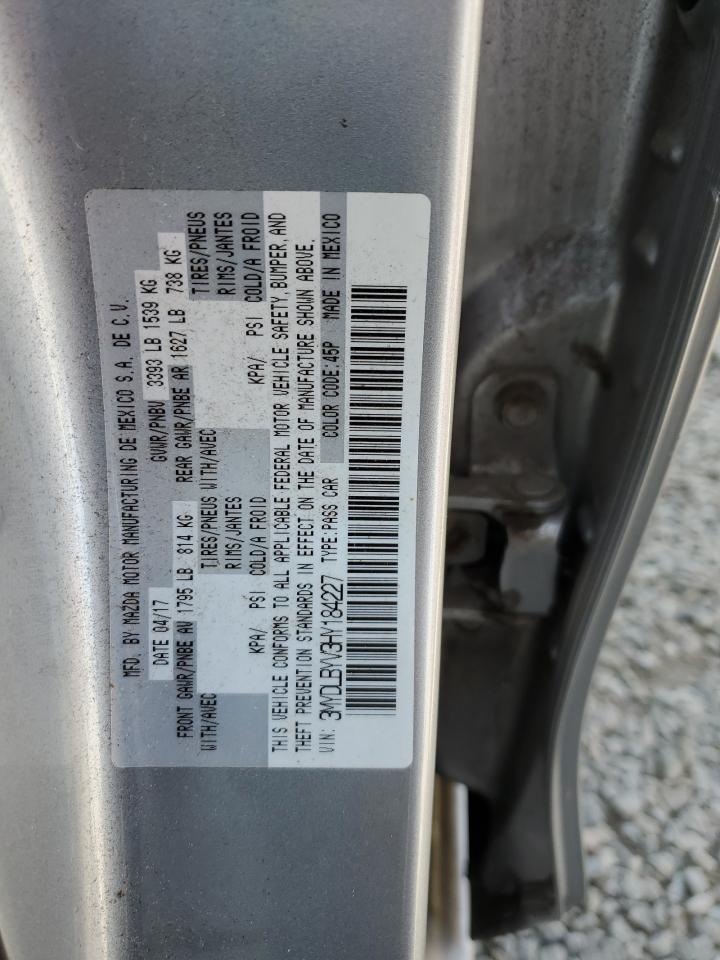 MFD. BY MAZDA MOTOR MANUFACTURING DE MEXICO S.A. DE C.V.
DATE 04/17 GVWR/PNBV 3393 LB 1539 KG
FRONT GAWR/PNBE AV 1795 LB 814 KG REAR GAWR/PNBE AR 1627 LB 738 KG
WITH/AVEC TIRES/PNEUS WITH/AVEC TIRES/PNEUS
RIMS/JANTES RIMS/JANTES
KPA/ PSI COLD/A FROID KPA/ PSI COLD/A FROID
THIS VEHICLE CONFORMS TO ALL APPLICABLE FEDERAL MOTOR VEHICLE SAFETY, BUMPER, AND
THEFT PREVENTION STANDARDS IN EFFECT ON THE DATE OF MANUFACTURE SHOWN ABOVE.
VIN: 3MYDLBYV3HY184227 TYPE:PASS CAR COLOR CODE:45P MADE IN MEXICO